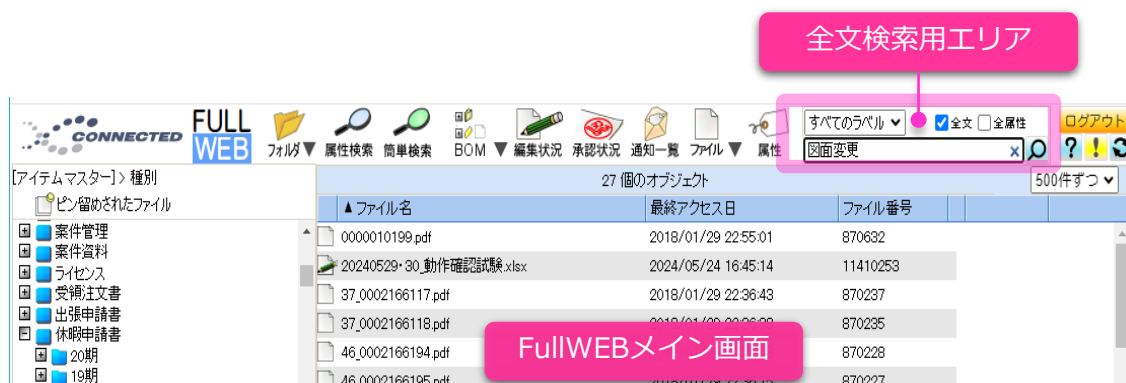 全文検索用エリア
CONNECTED
FULL
WEB
フォルダ▼ 属性検索 簡単検索 BOM ▼ 編集状況 承認状況 通知一覧 ファイル ▼ 属性
すべてのラベル 全文 全属性
図面変更 ×
ログアウト
? !
[アイテムマスター] > 種別
ピン留めされたファイル
27 個のオブジェクト
500件ずつ
▲ファイル名 最終アクセス日 ファイル番号
案件管理
案件資料
ライセンス
受領注文書
出張申請書
休暇申請書
20期
19期
0000010199.pdf 2018/01/29 22:55:01 870632
20240529・30_動作確認試験.xlsx 2024/05/24 16:45:14 11410253
37_0002166117.pdf 2018/01/29 22:36:43 870237
37_0002166118.pdf 870235
46_0002166194.pdf 870228
46_0002166195.pdf 870227
FullWEBメイン画面